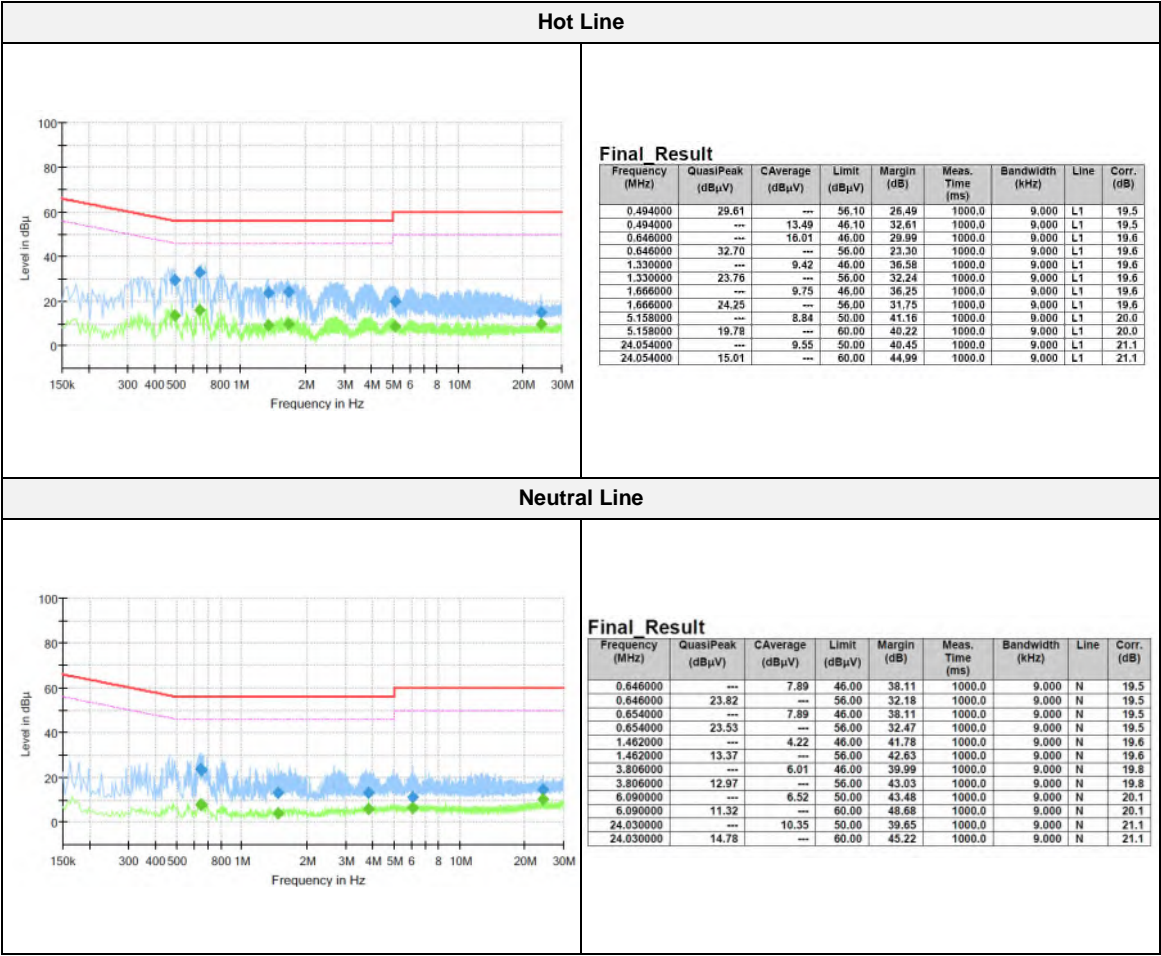 Hot Line
100
80
60
40
20
0
Level in dBµ
150k 300 400 500 800 1M 2M 3M 4M 5M 6 8 10M 20M 30M
Frequency in Hz
Final_Result
Frequency (MHz) QuasiPeak (dBµV) CAverage (dBµV) Limit (dBµV) Margin (dB) Meas. Time (ms) Bandwidth (kHz) Line Corr. (dB)
0.494000 29.61 --- 56.10 26.49 1000.0 9.000 L1 19.5
0.494000 --- 13.49 46.10 32.61 1000.0 9.000 L1 19.5
0.646000 --- 16.01 46.00 29.99 1000.0 9.000 L1 19.6
0.646000 32.70 --- 56.00 23.30 1000.0 9.000 L1 19.6
1.330000 --- 9.42 46.00 36.58 1000.0 9.000 L1 19.6
1.330000 23.76 --- 56.00 32.24 1000.0 9.000 L1 19.6
1.666000 --- 9.75 46.00 36.25 1000.0 9.000 L1 19.6
1.666000 24.25 --- 56.00 31.75 1000.0 9.000 L1 19.6
5.158000 --- 8.84 50.00 41.16 1000.0 9.000 L1 20.0
5.158000 19.78 --- 60.00 40.22 1000.0 9.000 L1 20.0
24.054000 --- 9.55 50.00 40.45 1000.0 9.000 L1 21.1
24.054000 15.01 --- 60.00 44.99 1000.0 9.000 L1 21.1
Neutral Line
100
80
60
40
20
0
Level in dBµ
150k 300 400 500 800 1M 2M 3M 4M 5M 6 8 10M 20M 30M
Frequency in Hz
Final_Result
Frequency (MHz) QuasiPeak (dBµV) CAverage (dBµV) Limit (dBµV) Margin (dB) Meas. Time (ms) Bandwidth (kHz) Line Corr. (dB)
0.646000 --- 7.89 46.00 38.11 1000.0 9.000 N 19.5
0.646000 23.82 --- 56.00 32.18 1000.0 9.000 N 19.5
0.654000 --- 7.89 46.00 38.11 1000.0 9.000 N 19.5
0.654000 23.53 --- 56.00 32.47 1000.0 9.000 N 19.5
1.462000 --- 4.22 46.00 41.78 1000.0 9.000 N 19.6
1.462000 13.37 --- 56.00 42.63 1000.0 9.000 N 19.6
3.806000 --- 6.01 46.00 39.99 1000.0 9.000 N 19.8
3.806000 12.97 --- 56.00 43.03 1000.0 9.000 N 19.8
6.090000 --- 6.52 50.00 43.48 1000.0 9.000 N 20.1
6.090000 11.32 --- 60.00 48.68 1000.0 9.000 N 20.1
24.030000 --- 10.35 50.00 39.65 1000.0 9.000 N 21.1
24.030000 14.78 --- 60.00 45.22 1000.0 9.000 N 21.1